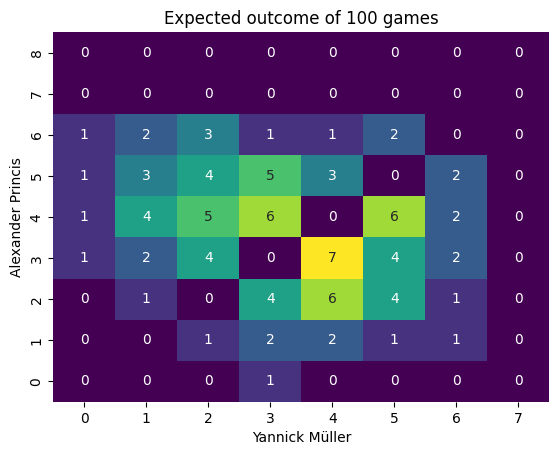 Expected outcome of 100 games
Alexander Princis
8 0 0 0 0 0 0 0 0
7 0 0 0 0 0 0 0 0
6 1 2 3 1 1 2 0 0
5 1 3 4 5 3 0 2 0
4 1 4 5 6 0 6 2 0
3 1 2 4 0 7 4 2 0
2 0 1 0 4 6 4 1 0
1 0 0 1 2 2 1 1 0
0 0 0 0 1 0 0 0 0
0 1 2 3 4 5 6 7
Yannick Müller